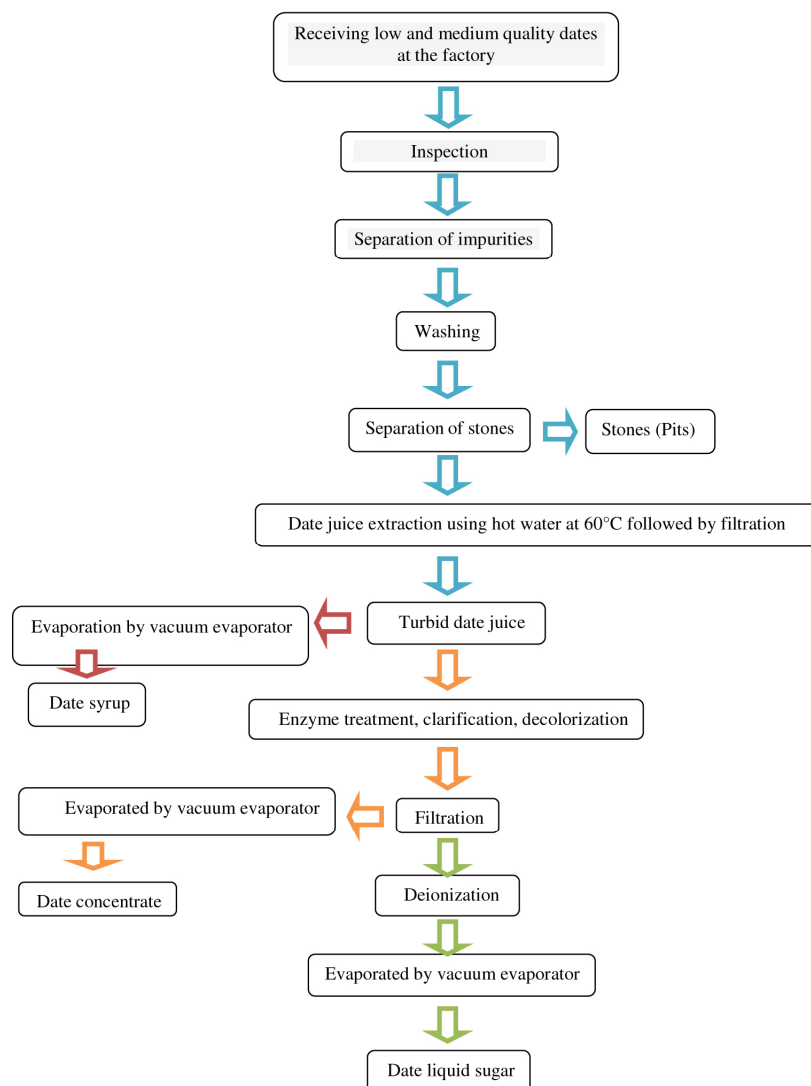 Receiving low and medium quality dates
at the factory
Inspection
Separation of impurities
Washing
Separation of stones
Stones (Pits)
Date juice extraction using hot water at 60°C followed by filtration
Turbid date juice
Evaporation by vacuum evaporator
Date syrup
Enzyme treatment, clarification, decolorization
Filtration
Evaporated by vacuum evaporator
Date concentrate
Deionization
Evaporated by vacuum evaporator
Date liquid sugar